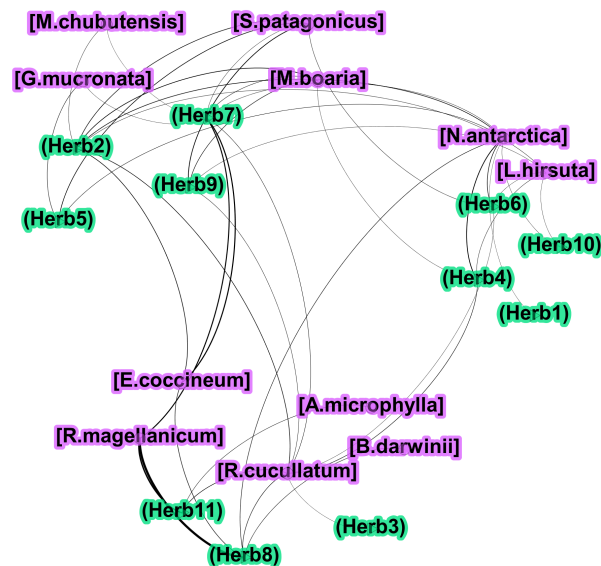 [M.chubutensis]
[S.patagonicus]
[G.mucronata]
[M.boaria]
(Herb7)
[N.antarctica]
(Herb2)
[L.hirsuta]
(Herb9)
(Herb6)
(Herb5)
(Herb10)
(Herb4)
(Herb1)
[E.coccineum]
[A.microphylla]
[R.magellanicum]
[B.darwinii]
[R.cucullatum]
(Herb11)
(Herb3)
(Herb8)